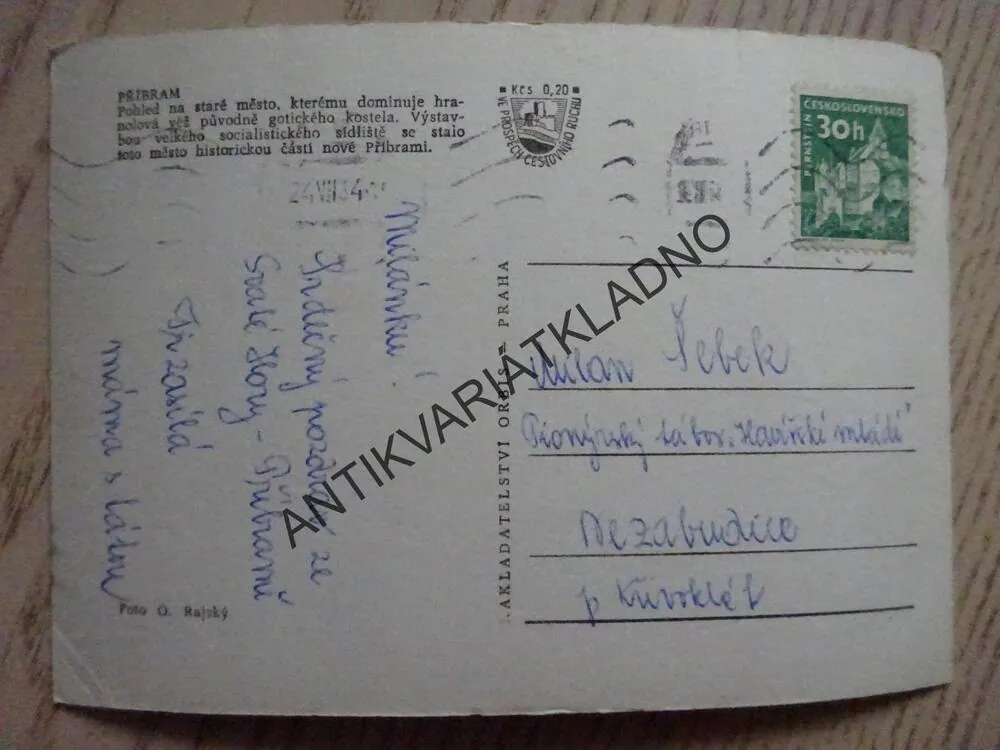 PŘÍBRAM
Pohled na staré město, kterému dominuje hra-
nolová věž původně gotického kostela. Výstav-
bou velkého socialistického sídliště se stalo
toto město historickou částí nové Příbrami.
Kčs 0,20
VE PROSPĚCH CESTOVNÍHO RUCHU
ČESKOSLOVENSKO
30h
PERNŠTEJN
24.VII.64
Milánku
Srdečný pozdrav ze
Svaté Hory - Příbramě
Ti zasílá
máma s tátou
Foto O. Rajský
NAKLADATELSTVÍ ORBIS – PRAHA
Milan Šebek
Pionýrský tábor „Havířské mládí"
Nezabudice
p Křivoklát
ANTIKVARIATKLADNO